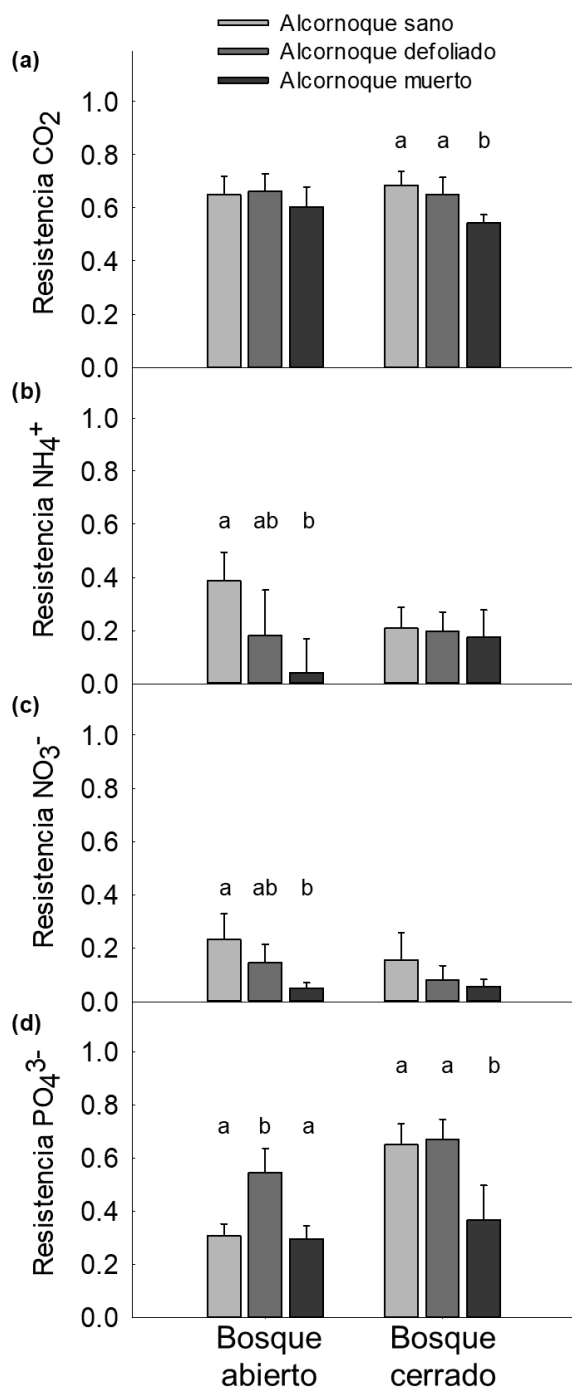 Alcornoque sano
Alcornoque defoliado
Alcornoque muerto
(a)
Resistencia CO2
1.0
0.8
0.6
0.4
0.2
0.0
a a b
(b)
Resistencia NH4+
1.0
0.8
0.6
0.4
0.2
0.0
a ab b
(c)
Resistencia NO3-
1.0
0.8
0.6
0.4
0.2
0.0
a ab b
(d)
Resistencia PO43-
1.0
0.8
0.6
0.4
0.2
0.0
a b a
a a b
Bosque
abierto
Bosque
cerrado